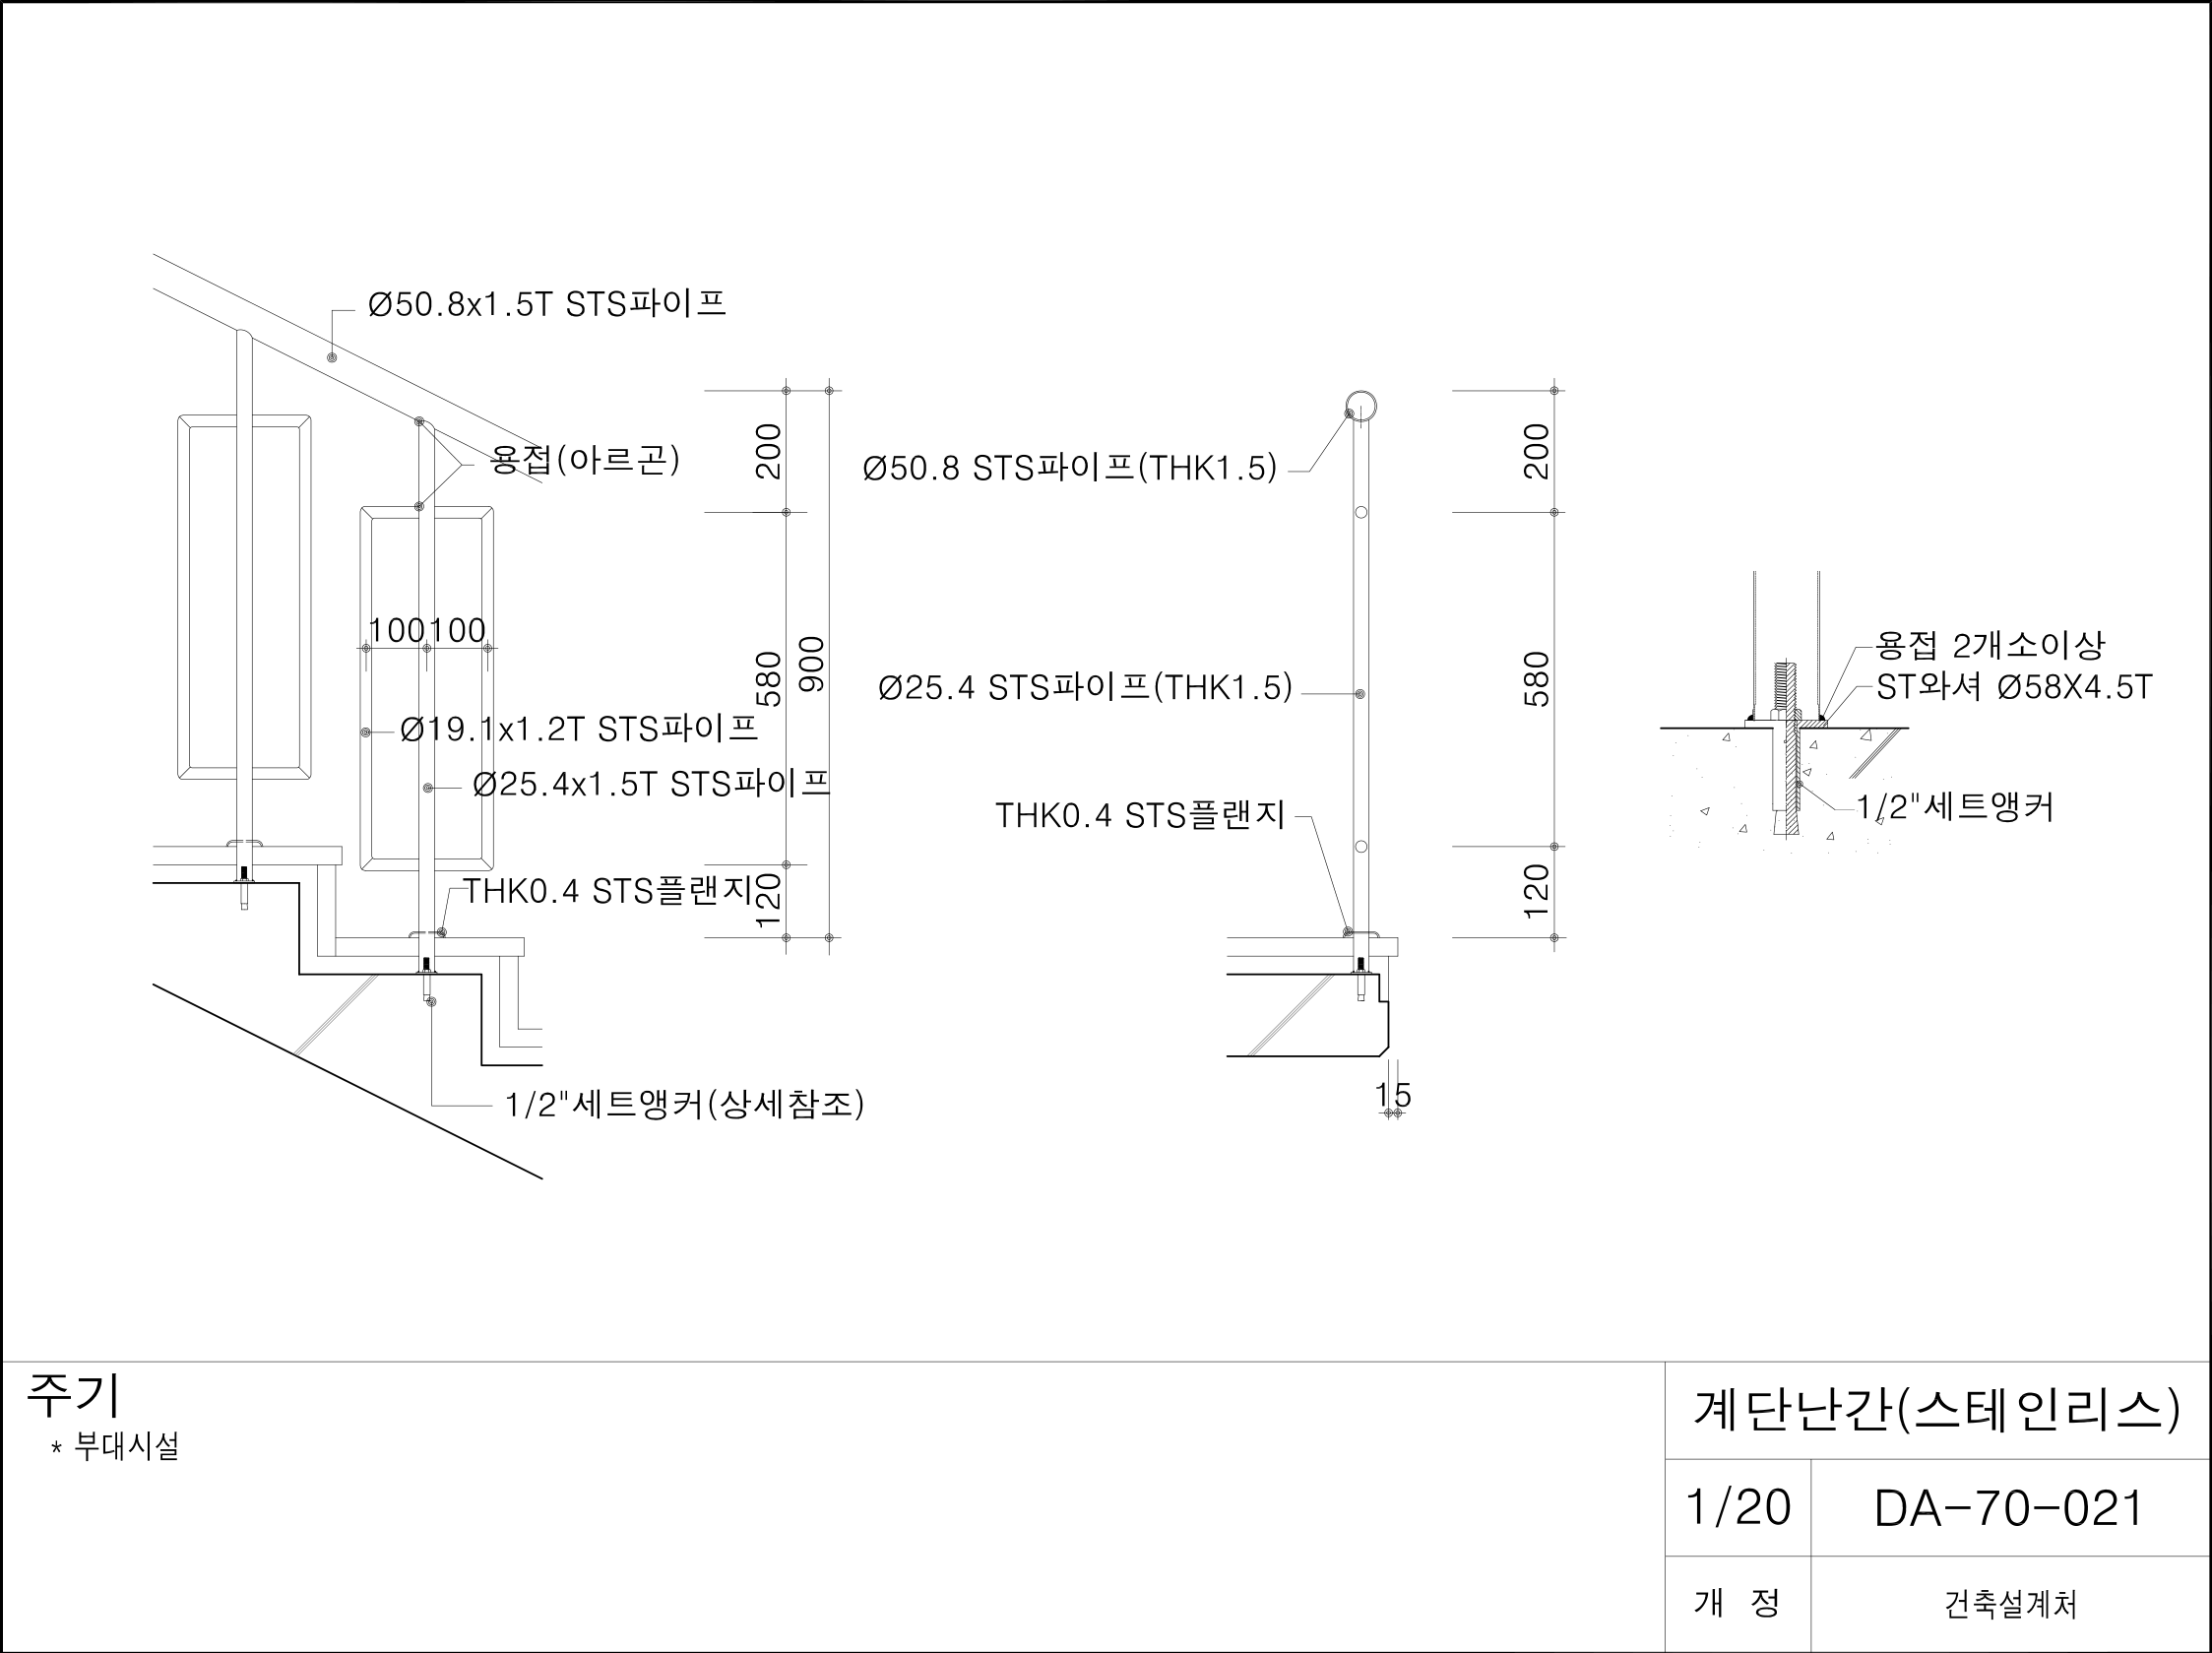 Ø50.8x1.5T STS파이프
용접(아르곤)
100
100
Ø19.1x1.2T STS파이프
Ø25.4x1.5T STS파이프
THK0.4 STS플랜지
1/2"세트앵커(상세참조)
200
580
120
900
Ø50.8 STS파이프(THK1.5)
Ø25.4 STS파이프(THK1.5)
THK0.4 STS플랜지
15
200
580
120
용접 2개소이상
ST와셔 Ø58X4.5T
1/2"세트앵커
주기
* 부대시설
계단난간(스테인리스)
1/20
DA-70-021
개 정
건축설계처